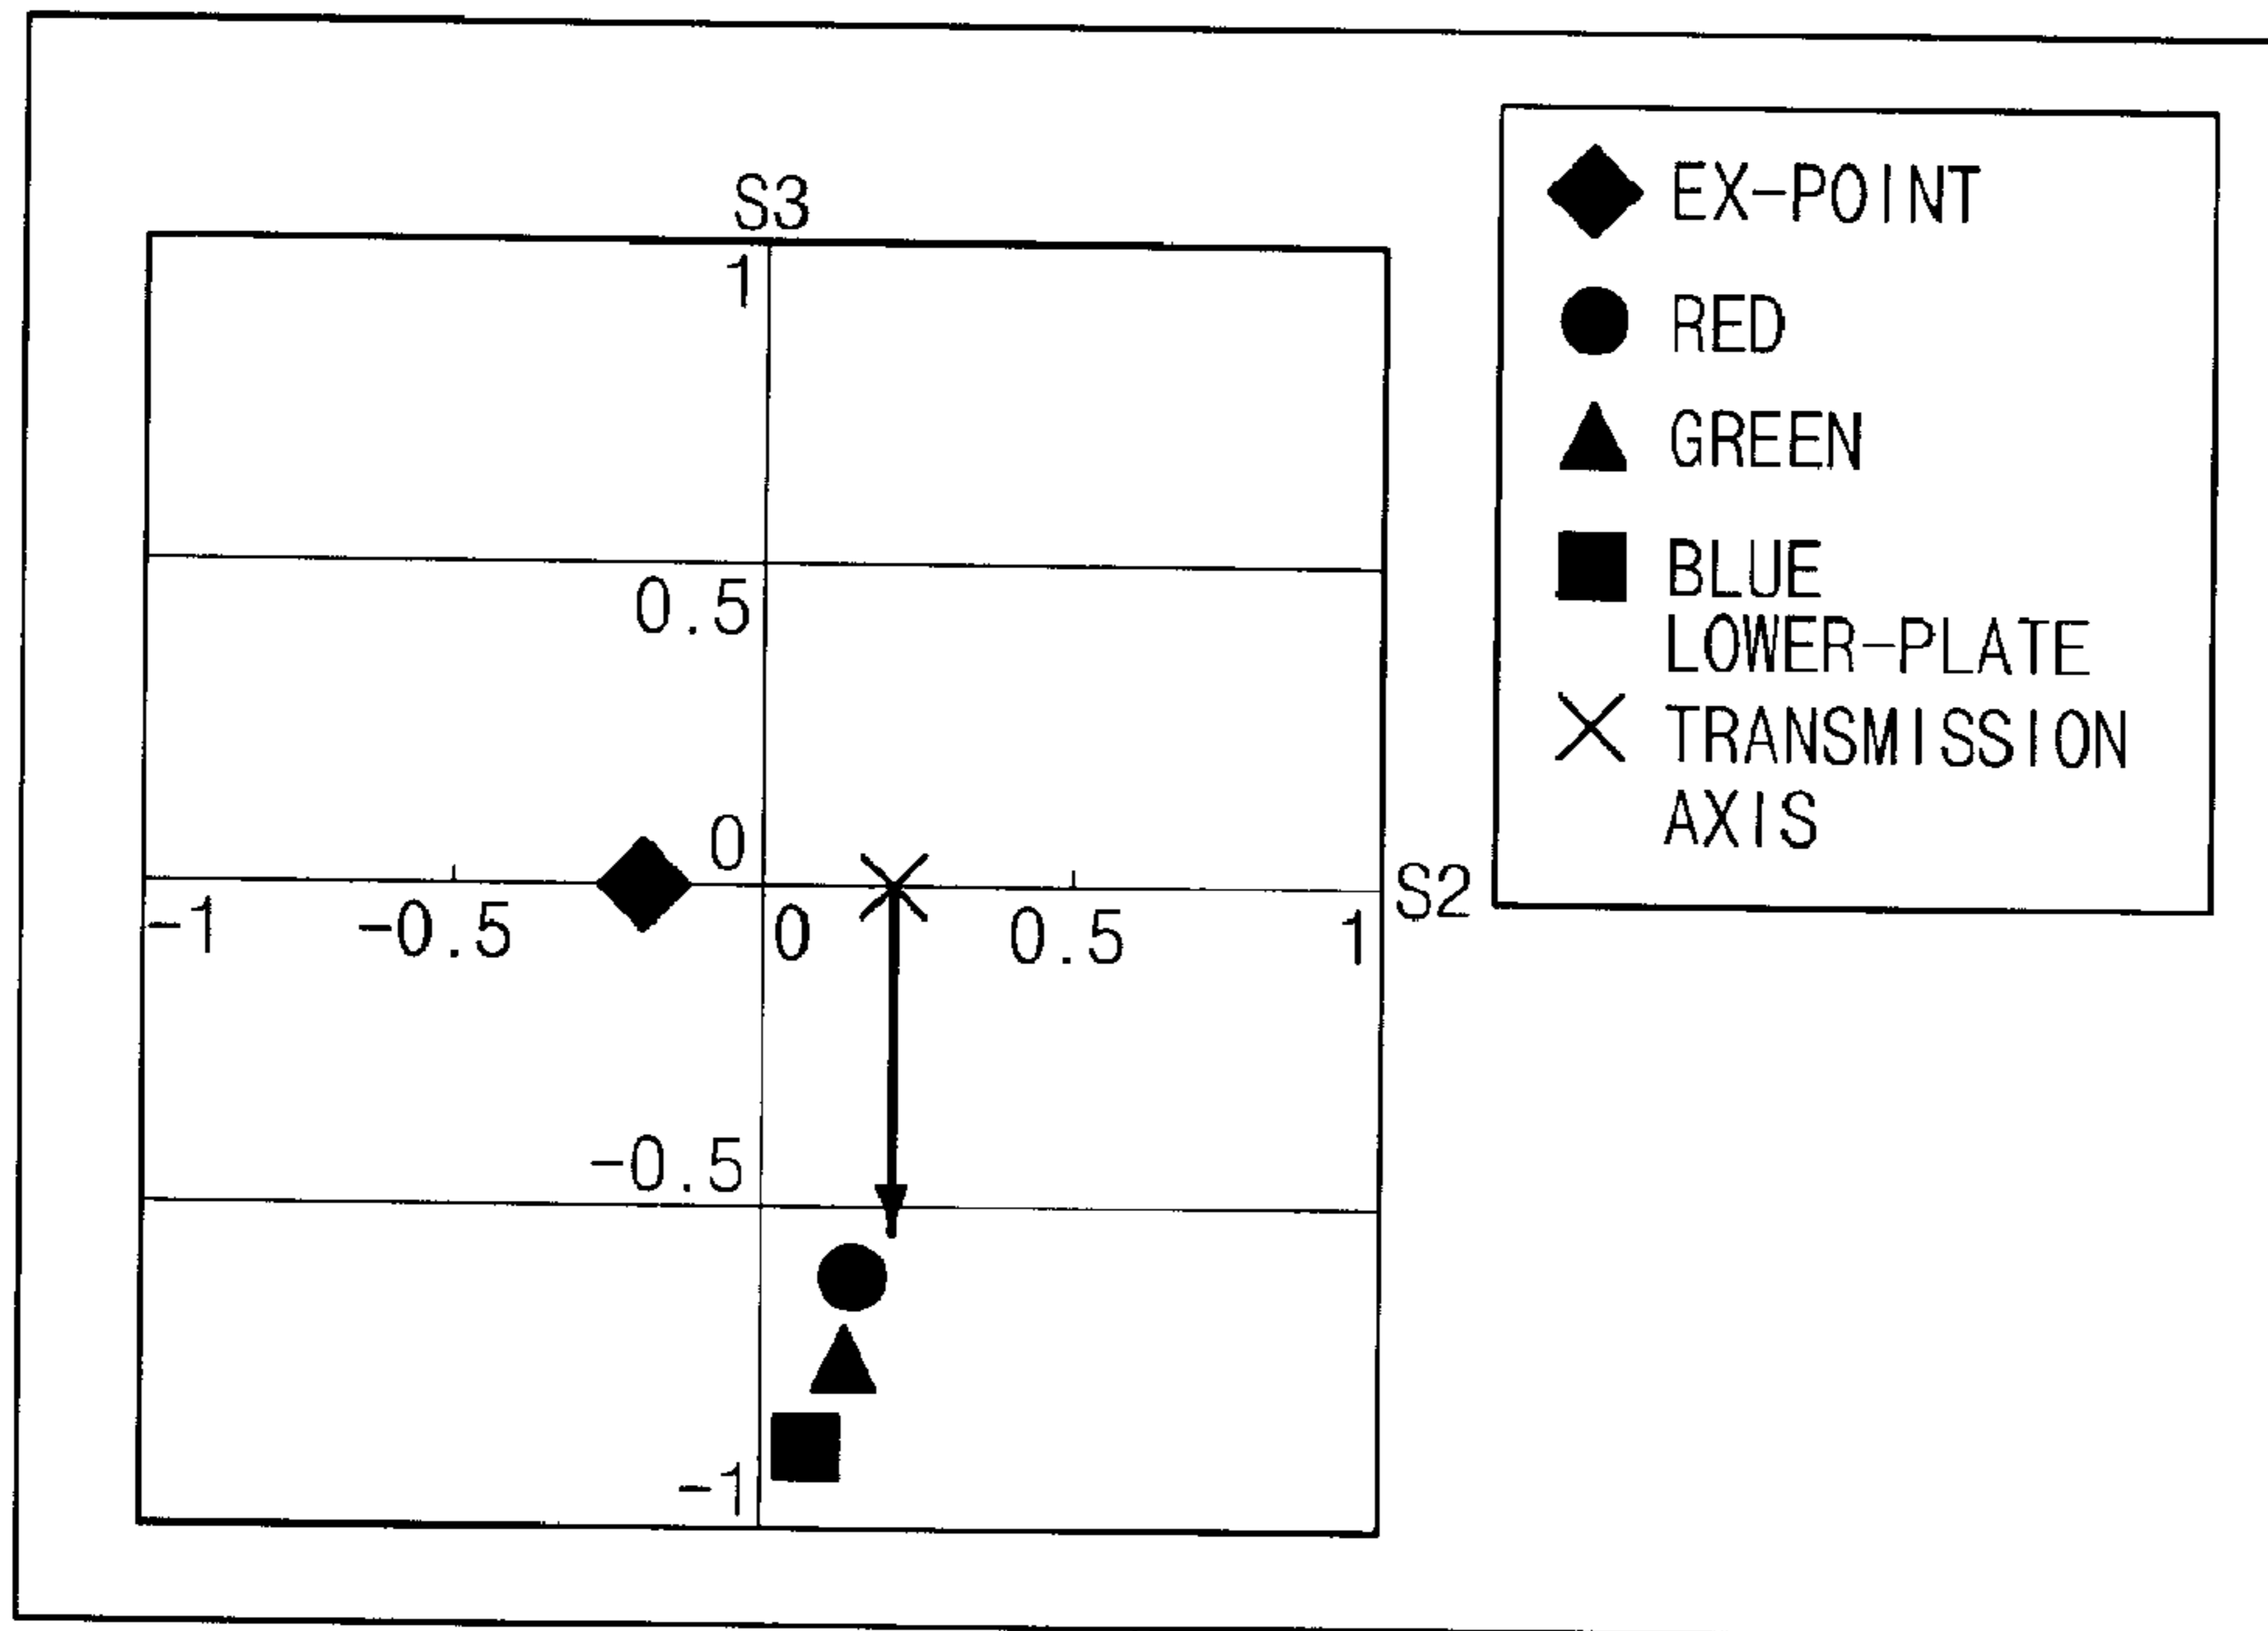 S3
1
0.5
0
-1
-0.5
0
0.5
1
S2
-0.5
-1
EX-POINT
RED
GREEN
BLUE
LOWER-PLATE
TRANSMISSION
AXIS